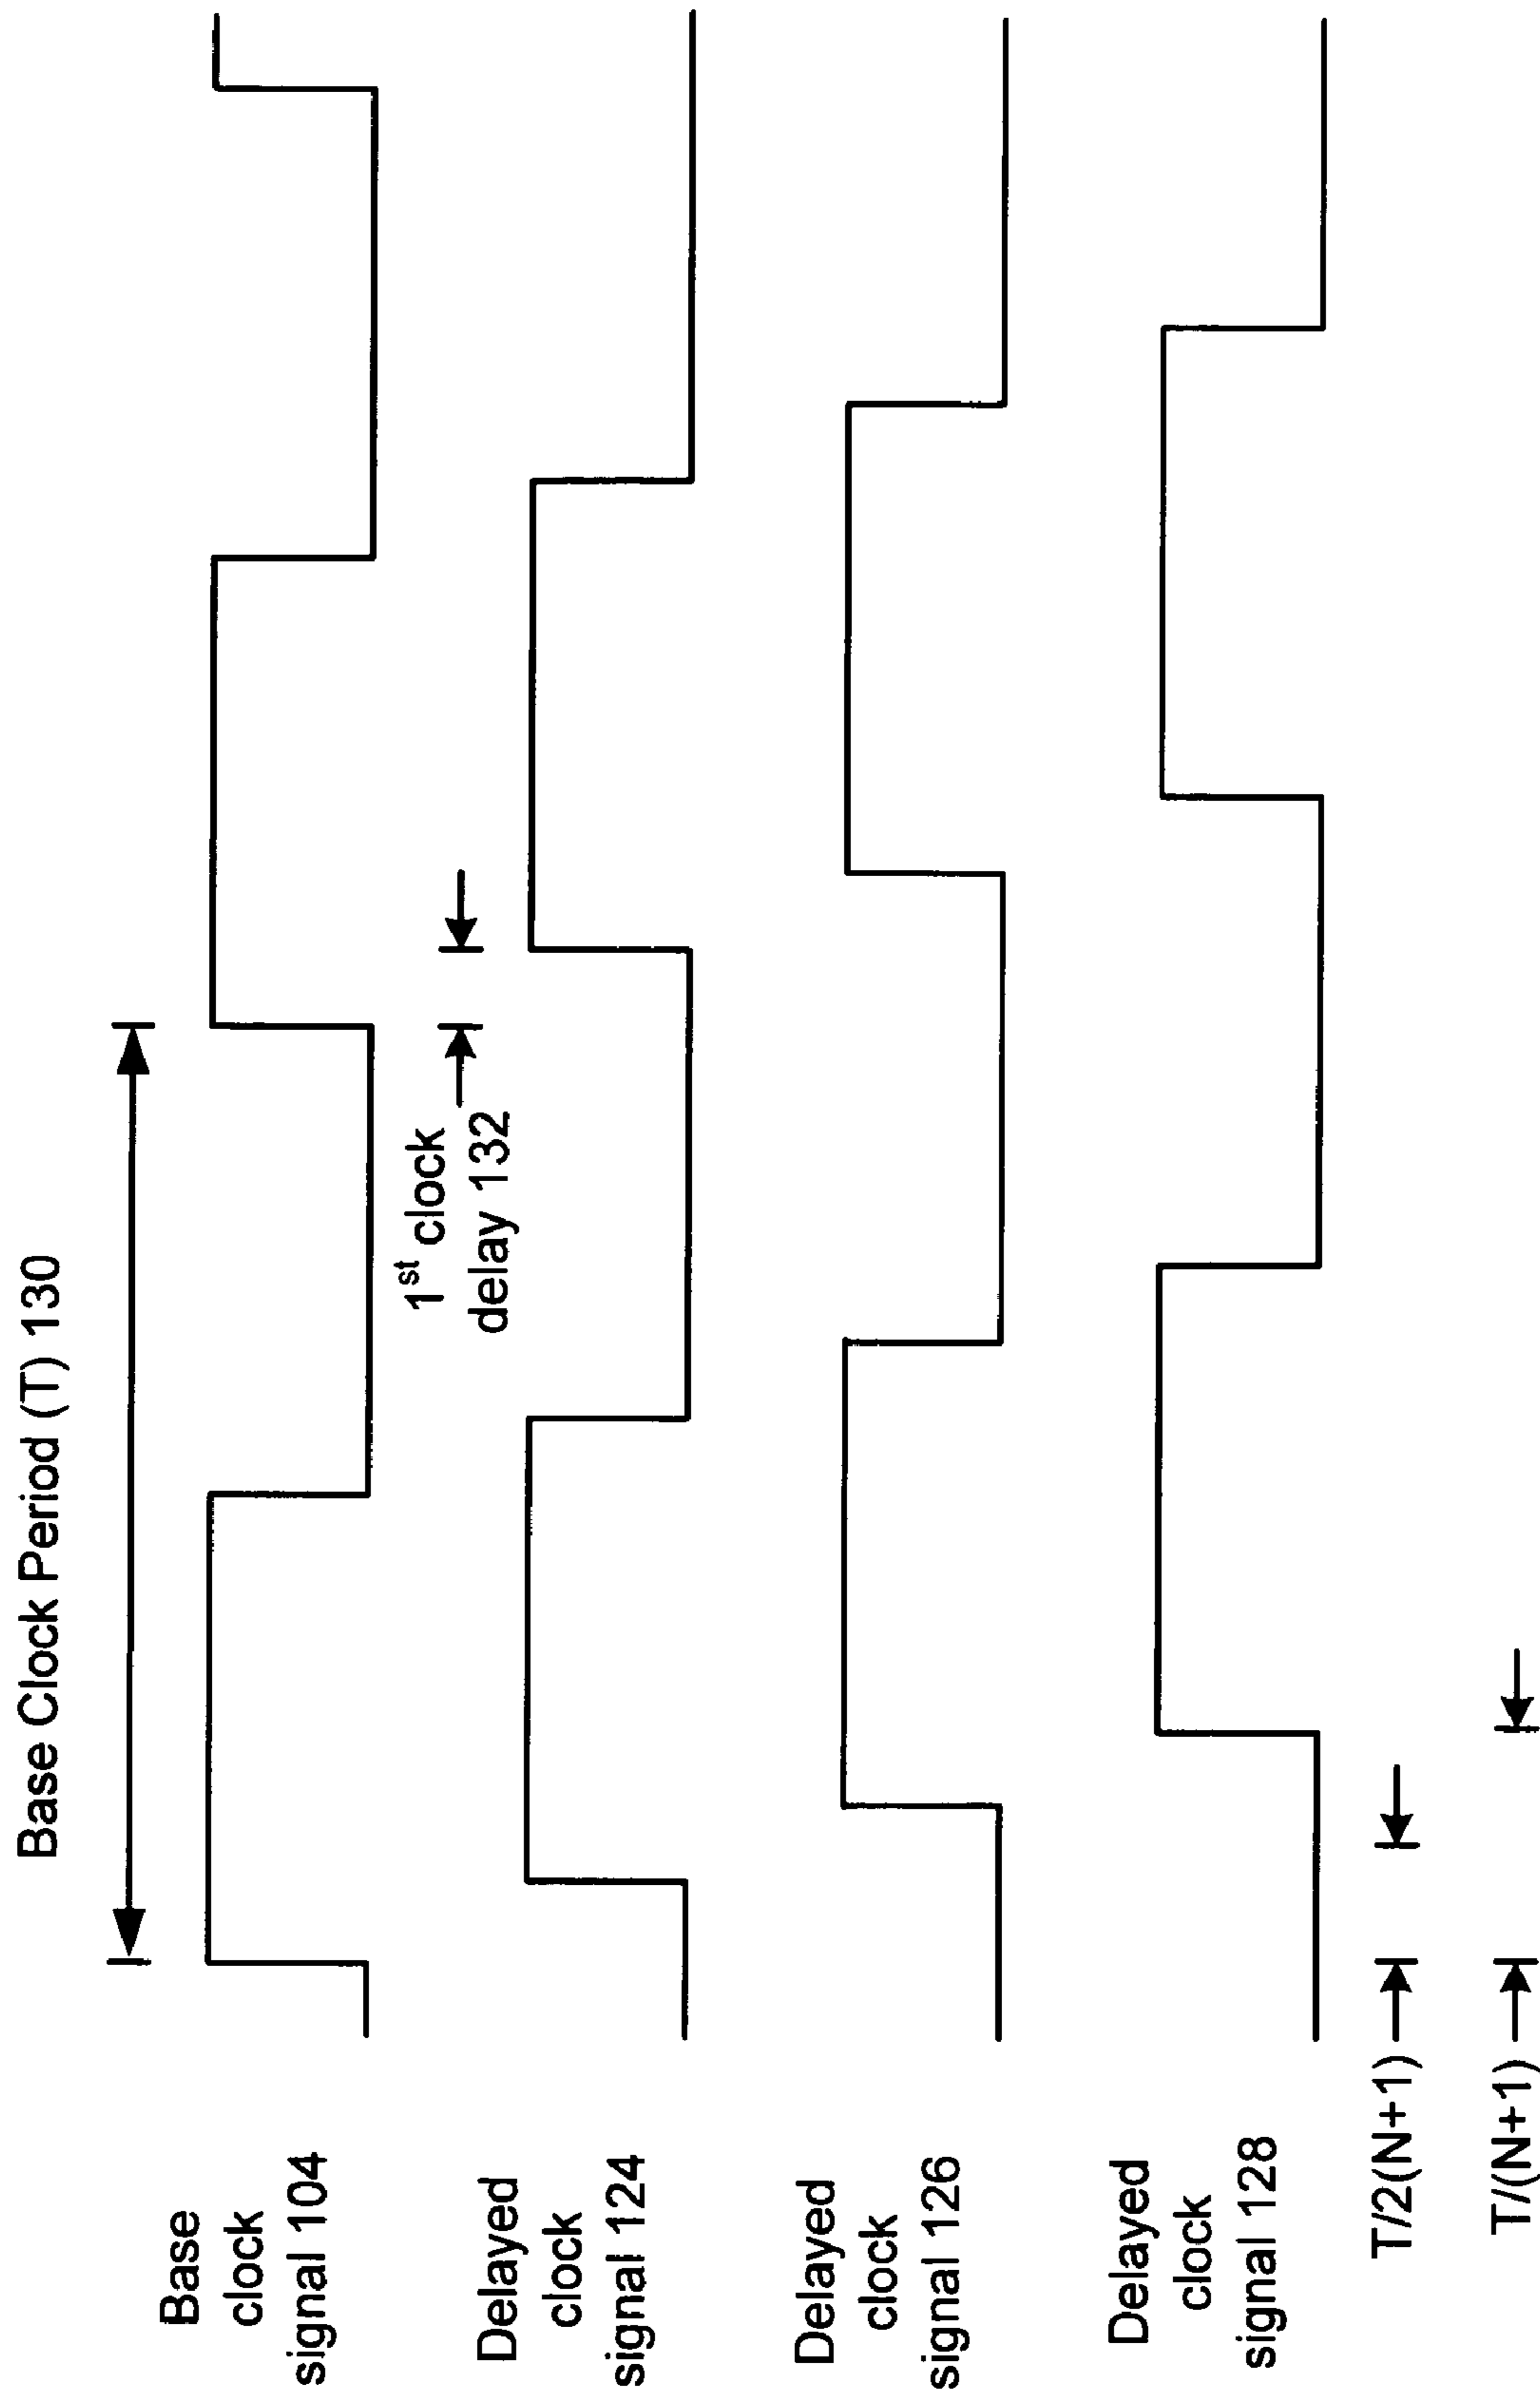 Base Clock Period (T) 130
Base
clock
signal 104
1st clock
delay 132
Delayed
clock
signal 124
Delayed
clock
signal 126
Delayed
clock
signal 128
T/2(N+1)
T/(N+1)